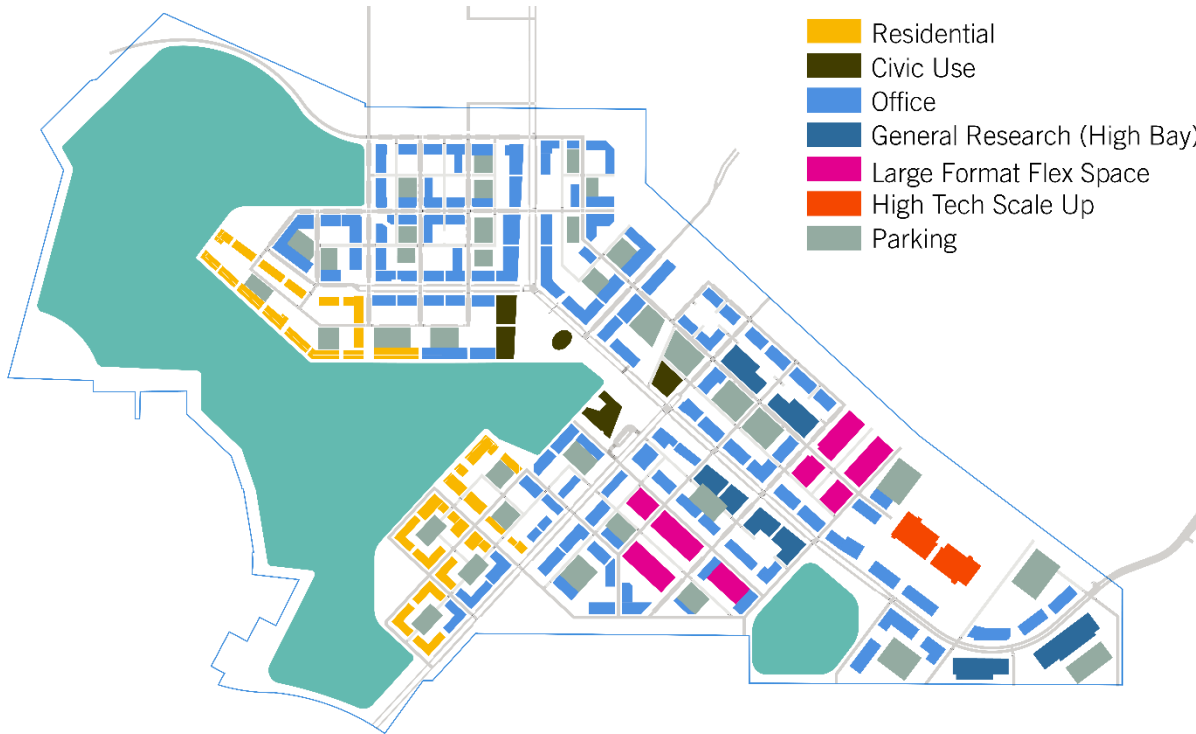 Residential
Civic Use
Office
General Research (High Bay)
Large Format Flex Space
High Tech Scale Up
Parking